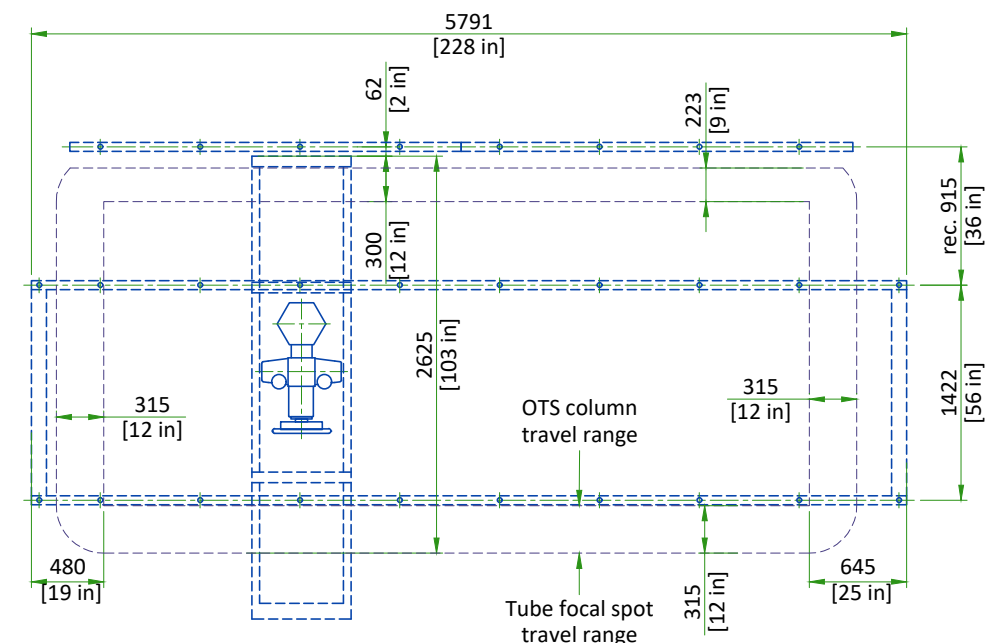 5791
[228 in]
62
[2 in]
223
[9 in]
rec. 915
[36 in]
300
[12 in]
2625
[103 in]
315
[12 in]
OTS column
travel range
315
[12 in]
1422
[56 in]
480
[19 in]
Tube focal spot
travel range
315
[12 in]
645
[25 in]